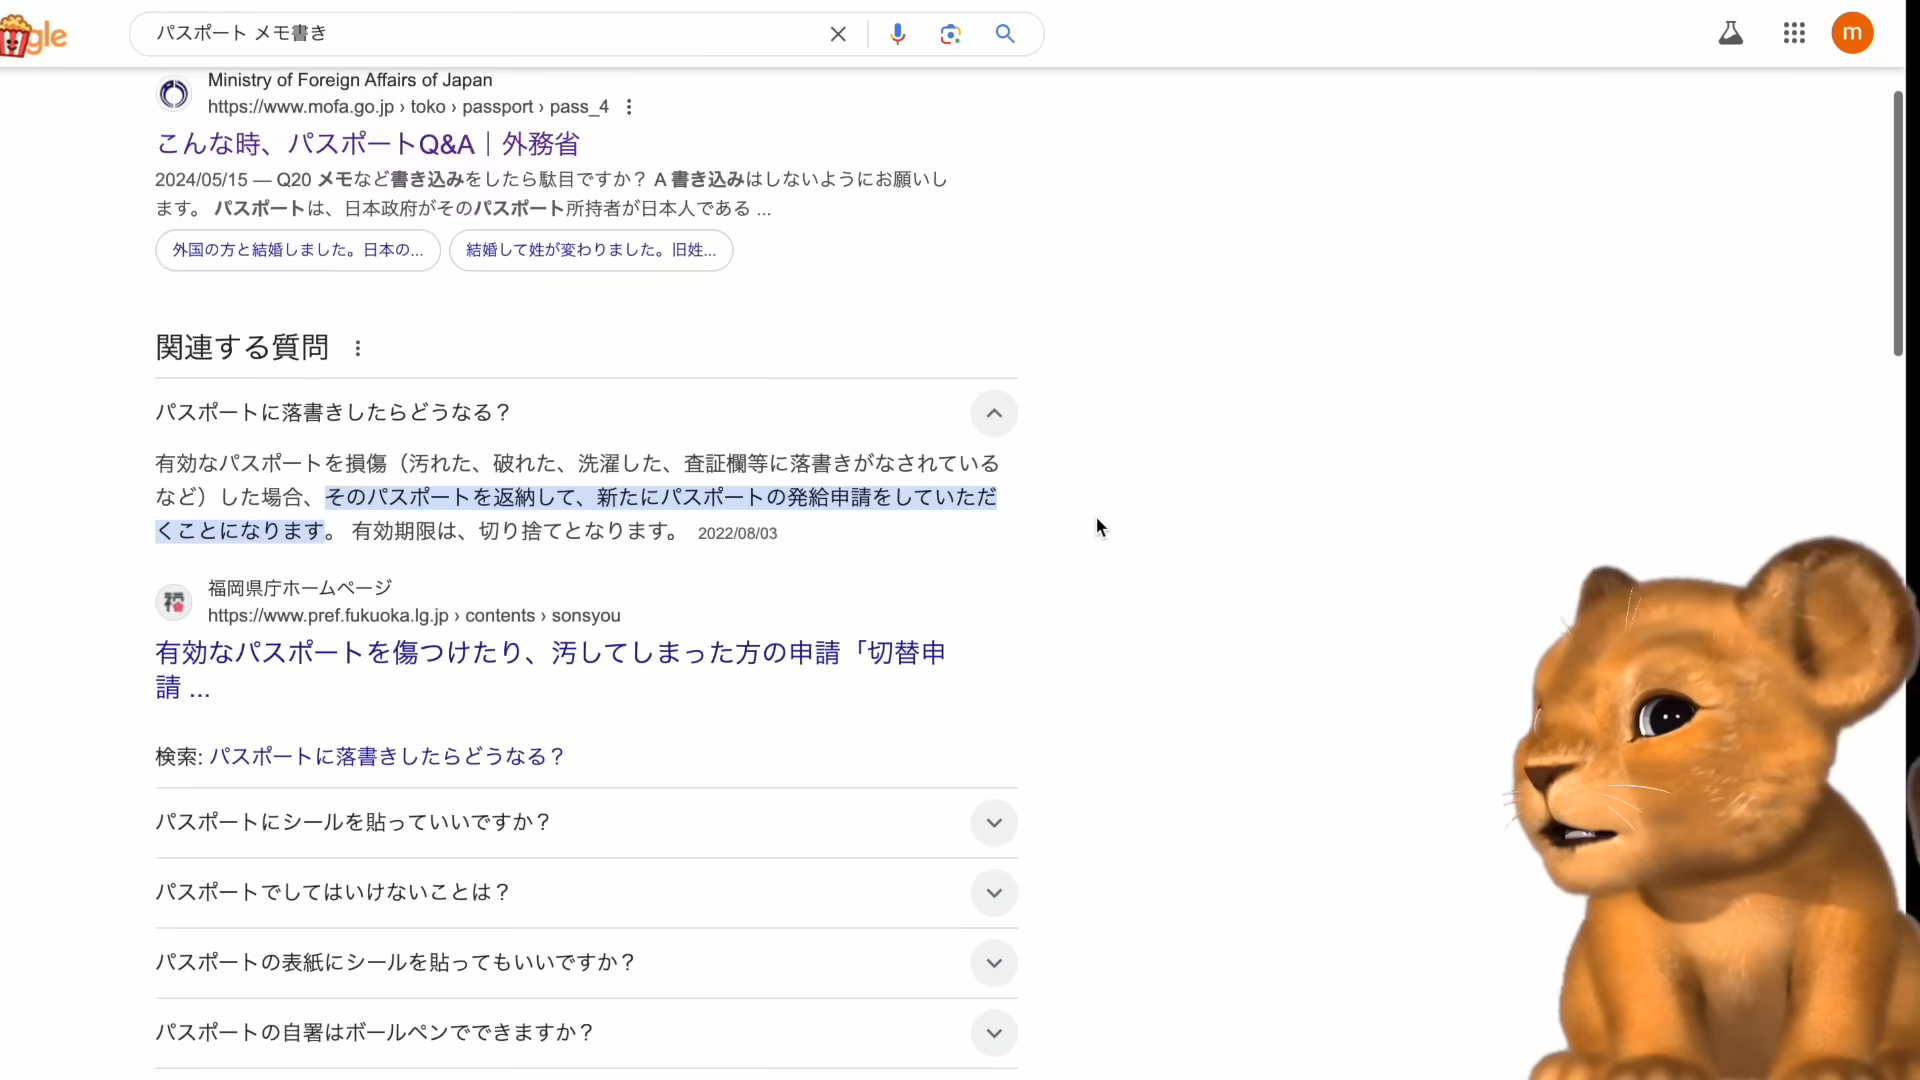 gle
パスポート メモ書き
m
Ministry of Foreign Affairs of Japan
https://www.mofa.go.jp › toko › passport › pass_4
こんな時、パスポートQ&A｜外務省
2024/05/15 — Q20 メモなど書き込みをしたら駄目ですか？ A 書き込みはしないようにお願いし
ます。 パスポートは、日本政府がそのパスポート所持者が日本人である ...
外国の方と結婚しました。日本の...
結婚して姓が変わりました。旧姓...
関連する質問
パスポートに落書きしたらどうなる？
有効なパスポートを損傷（汚れた、破れた、洗濯した、査証欄等に落書きがなされている
など）した場合、そのパスポートを返納して、新たにパスポートの発給申請をしていただ
くことになります。 有効期限は、切り捨てとなります。 2022/08/03
福
福岡県庁ホームページ
https://www.pref.fukuoka.lg.jp › contents › sonsyou
有効なパスポートを傷つけたり、汚してしまった方の申請「切替申
請 ...
検索: パスポートに落書きしたらどうなる？
パスポートにシールを貼っていいですか？
パスポートでしてはいけないことは？
パスポートの表紙にシールを貼ってもいいですか？
パスポートの自署はボールペンでできますか？